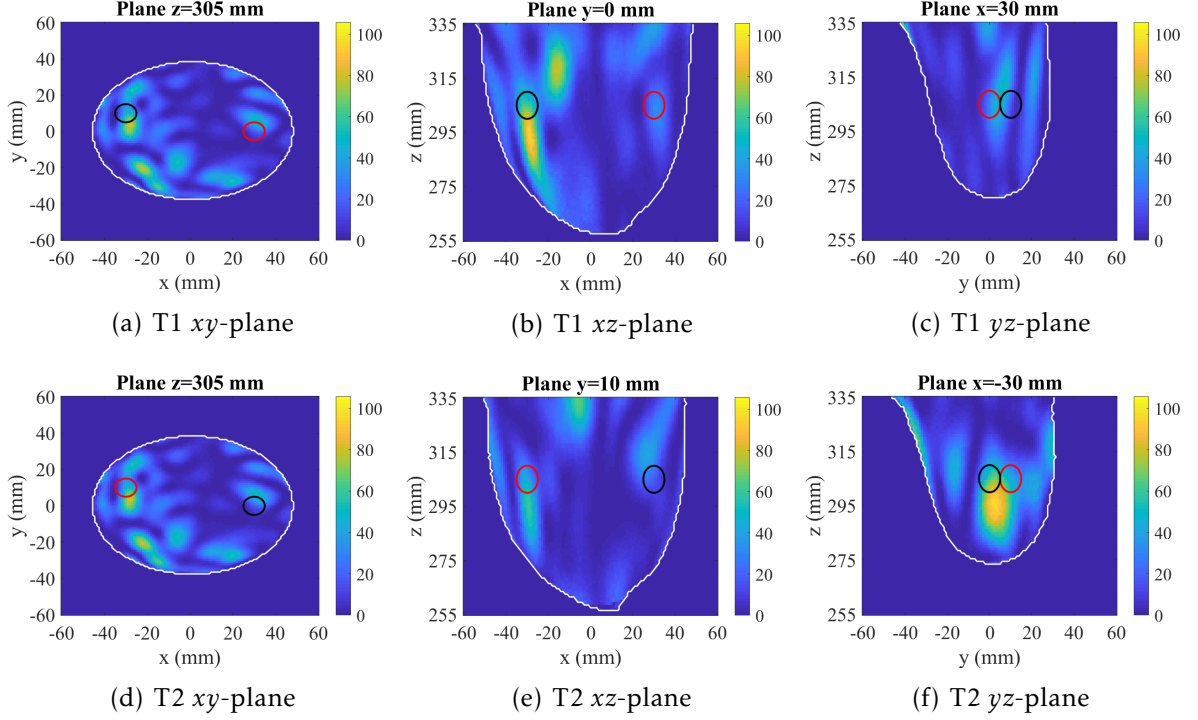 Plane z=305 mm
60
40
20
0
-20
-40
-60
y (mm)
-60 -40 -20 0 20 40 60
x (mm)
100
80
60
40
20
0
(a) T1 xy-plane
Plane y=0 mm
335
315
295
275
255
z (mm)
-60 -40 -20 0 20 40 60
x (mm)
100
80
60
40
20
0
(b) T1 xz-plane
Plane x=30 mm
335
315
295
275
255
z (mm)
-60 -40 -20 0 20 40 60
y (mm)
100
80
60
40
20
0
(c) T1 yz-plane
Plane z=305 mm
60
40
20
0
-20
-40
-60
y (mm)
-60 -40 -20 0 20 40 60
x (mm)
100
80
60
40
20
0
(d) T2 xy-plane
Plane y=10 mm
335
315
295
275
255
z (mm)
-60 -40 -20 0 20 40 60
x (mm)
100
80
60
40
20
0
(e) T2 xz-plane
Plane x=-30 mm
335
315
295
275
255
z (mm)
-60 -40 -20 0 20 40 60
y (mm)
100
80
60
40
20
0
(f) T2 yz-plane